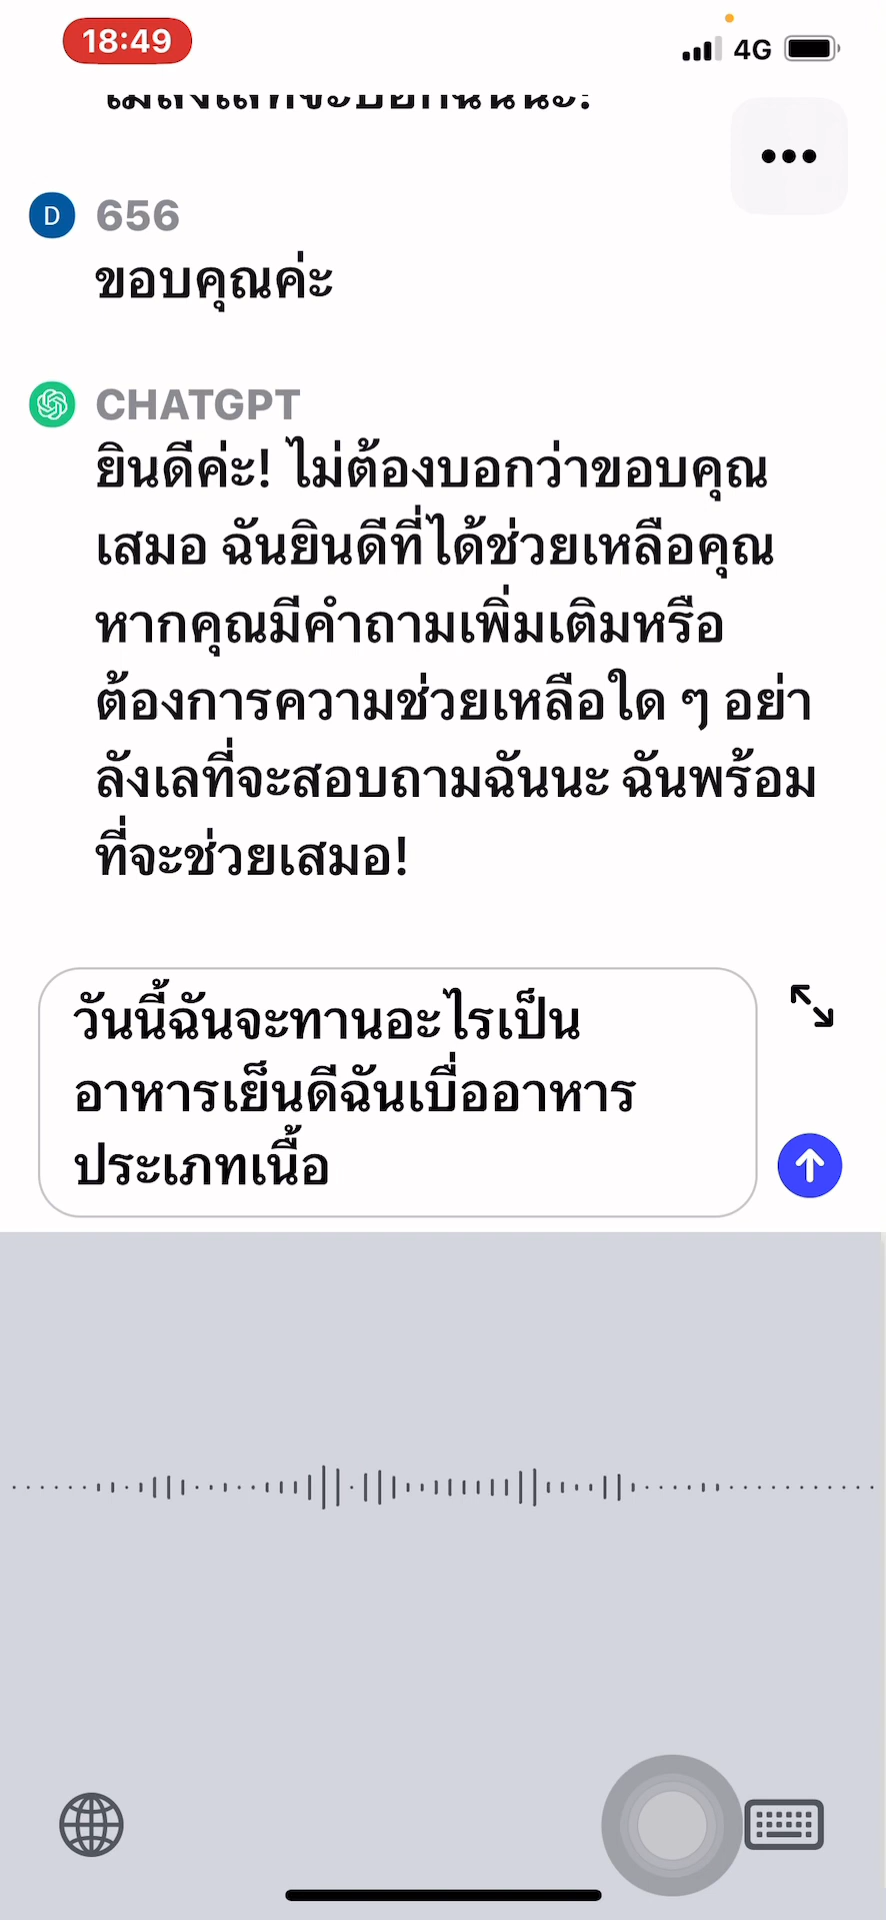 18:49
4G
D 656
ขอบคุณค่ะ
CHATGPT
ยินดีค่ะ! ไม่ต้องบอกว่าขอบคุณ
เสมอ ฉันยินดีที่ได้ช่วยเหลือคุณ
หากคุณมีคำถามเพิ่มเติมหรือ
ต้องการความช่วยเหลือใด ๆ อย่า
ลังเลที่จะสอบถามฉันนะ ฉันพร้อม
ที่จะช่วยเสมอ!
วันนี้ฉันจะทานอะไรเป็น
อาหารเย็นดีฉันเบื่ออาหาร
ประเภทเนื้อ